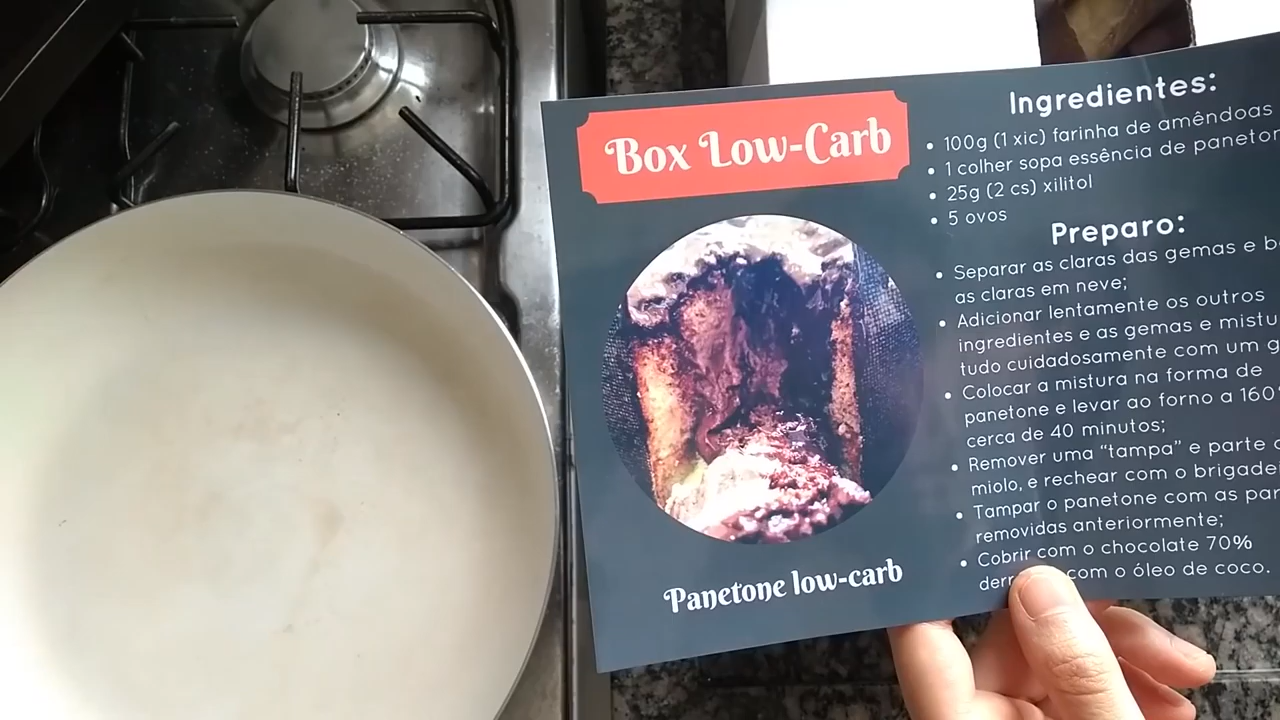 Box Low-Carb
Panetone low-carb
Ingredientes:
• 100g (1 xic) farinha de amêndoas
• 1 colher sopa essência de
• 25g (2 cs) xilitol
• 5 ovos
Preparo:
• Separar as claras das gemas e
as claras em neve;
• Adicionar lentamente os outros
ingredientes e as gemas e
tudo cuidadosamente com um
• Colocar a mistura na forma de
panetone e levar ao forno a 160
cerca de 40 minutos;
• Remover uma "tampa" e parte
miolo, e rechear com o
• Tampar o panetone com as
removidas anteriormente;
• Cobrir com o chocolate 70%
com o óleo de coco.